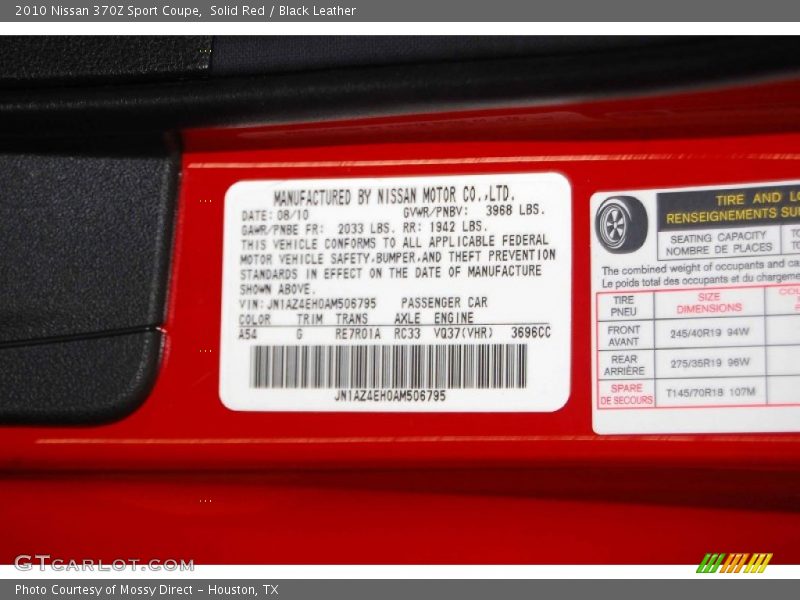 2010 Nissan 370Z Sport Coupe,  Solid Red / Black Leather
MANUFACTURED BY NISSAN MOTOR CO.,LTD.
DATE: 08/10 GVWR/PNBV: 3968 LBS.
GAWR/PNBE FR: 2033 LBS. RR: 1942 LBS.
THIS VEHICLE CONFORMS TO ALL APPLICABLE FEDERAL
MOTOR VEHICLE SAFETY,BUMPER,AND THEFT PREVENTION
STANDARDS IN EFFECT ON THE DATE OF MANUFACTURE
SHOWN ABOVE.
VIN: JN1AZ4EH0AM506795 PASSENGER CAR
COLOR TRIM TRANS AXLE ENGINE
A54 G RE7R01A RC33 VQ37(VHR) 3696CC
JN1AZ4EH0AM506795
TIRE AND
RENSEIGNEMENTS
SEATING CAPACITY
NOMBRE DE PLACES
The combined weight of occupants and
Le poids total des occupants et du
TIRE
PNEU
SIZE
DIMENSIONS
FRONT
AVANT
245/40R19 94W
REAR
ARRIÈRE
275/35R19 96W
SPARE
DE SECOURS
T145/70R18 107M
GTCARLOT.COM
Photo Courtesy of Mossy Direct – Houston, TX